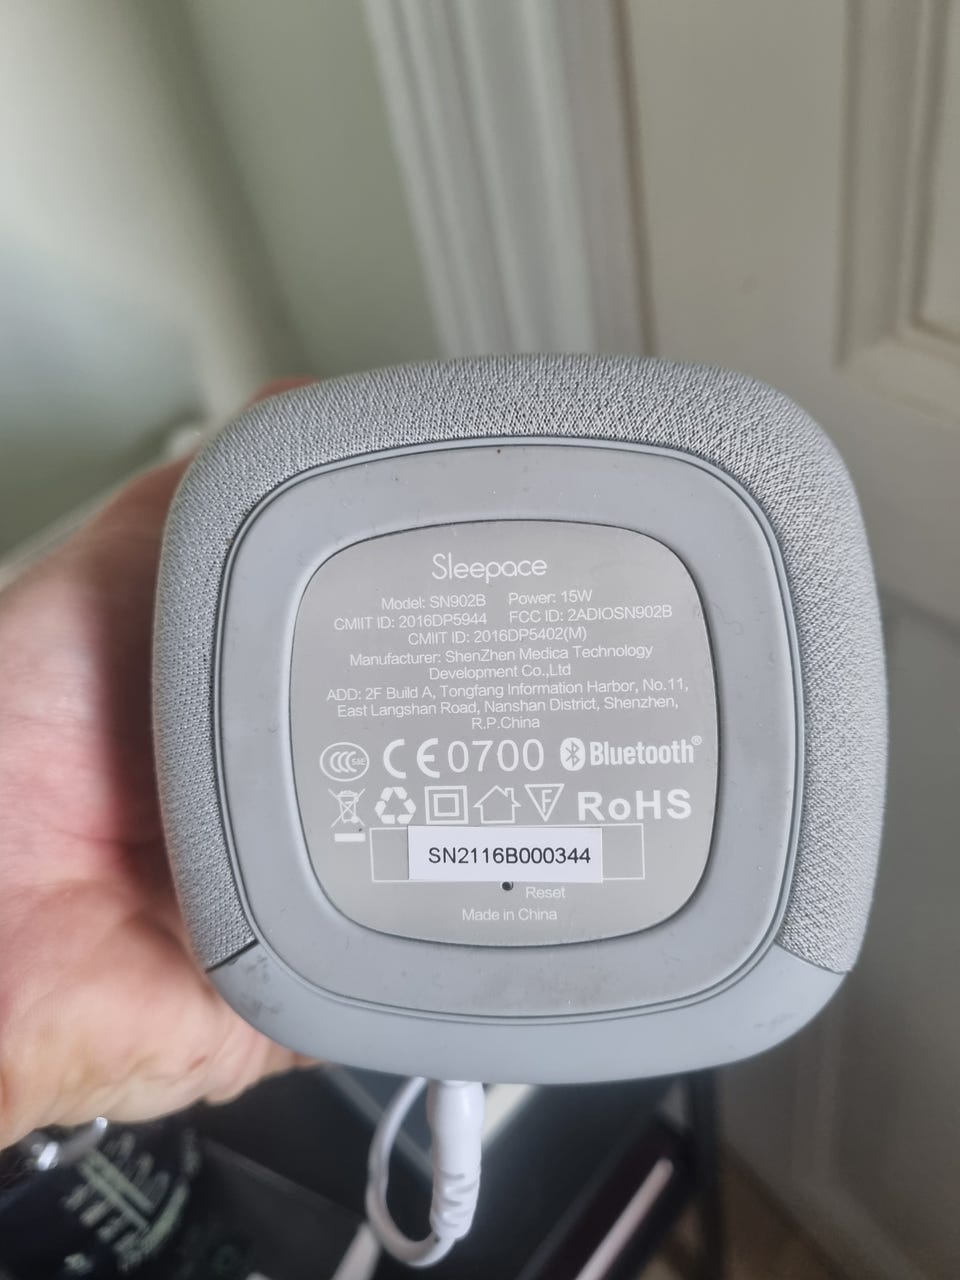 Sleepace
Model: SN902B Power: 15W
CMIIT ID: 2016DP5944 FCC ID: 2ADIOSN902B
CMIIT ID: 2016DP5402(M)
Manufacturer: ShenZhen Medica Technology
Development Co.,Ltd
ADD: 2F Build A, Tongfang Information Harbor, No.11,
East Langshan Road, Nanshan District, Shenzhen,
R.P.China
CCC S&E CE0700 Bluetooth®
F RoHS
SN2116B000344
Reset
Made in China